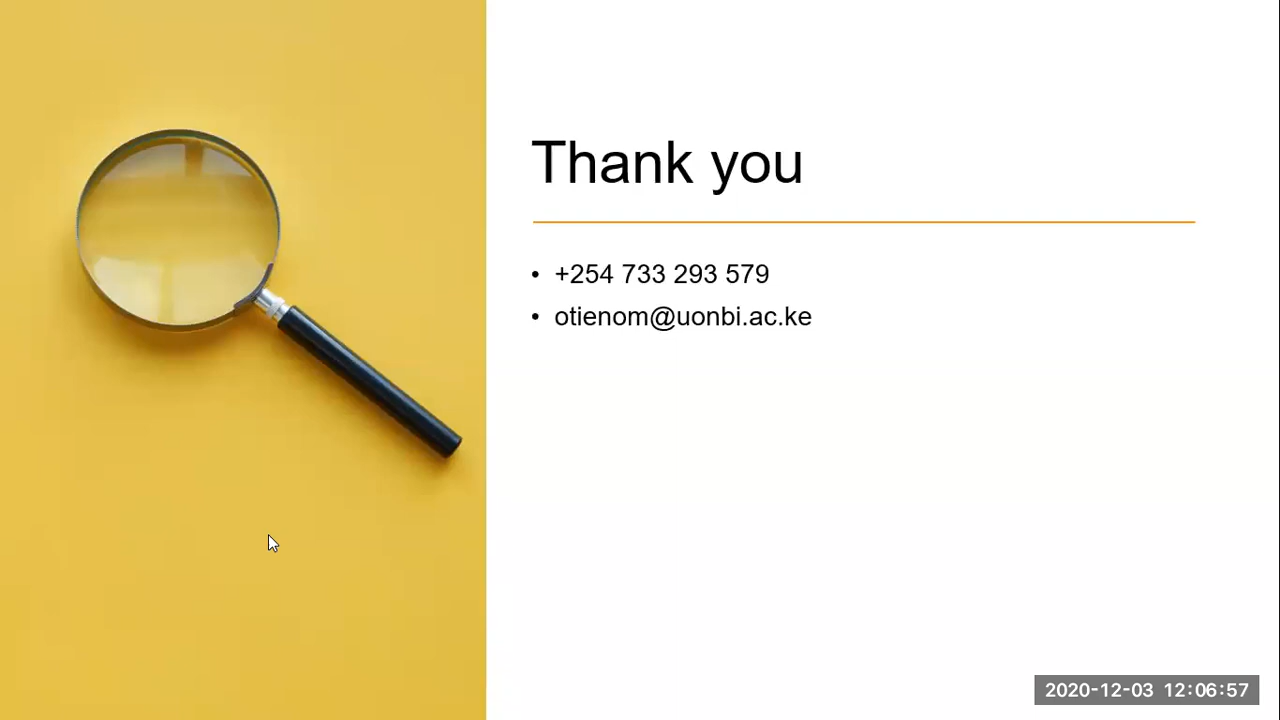 Thank you
• +254 733 293 579
• otienom@uonbi.ac.ke
2020-12-03 12:06:57